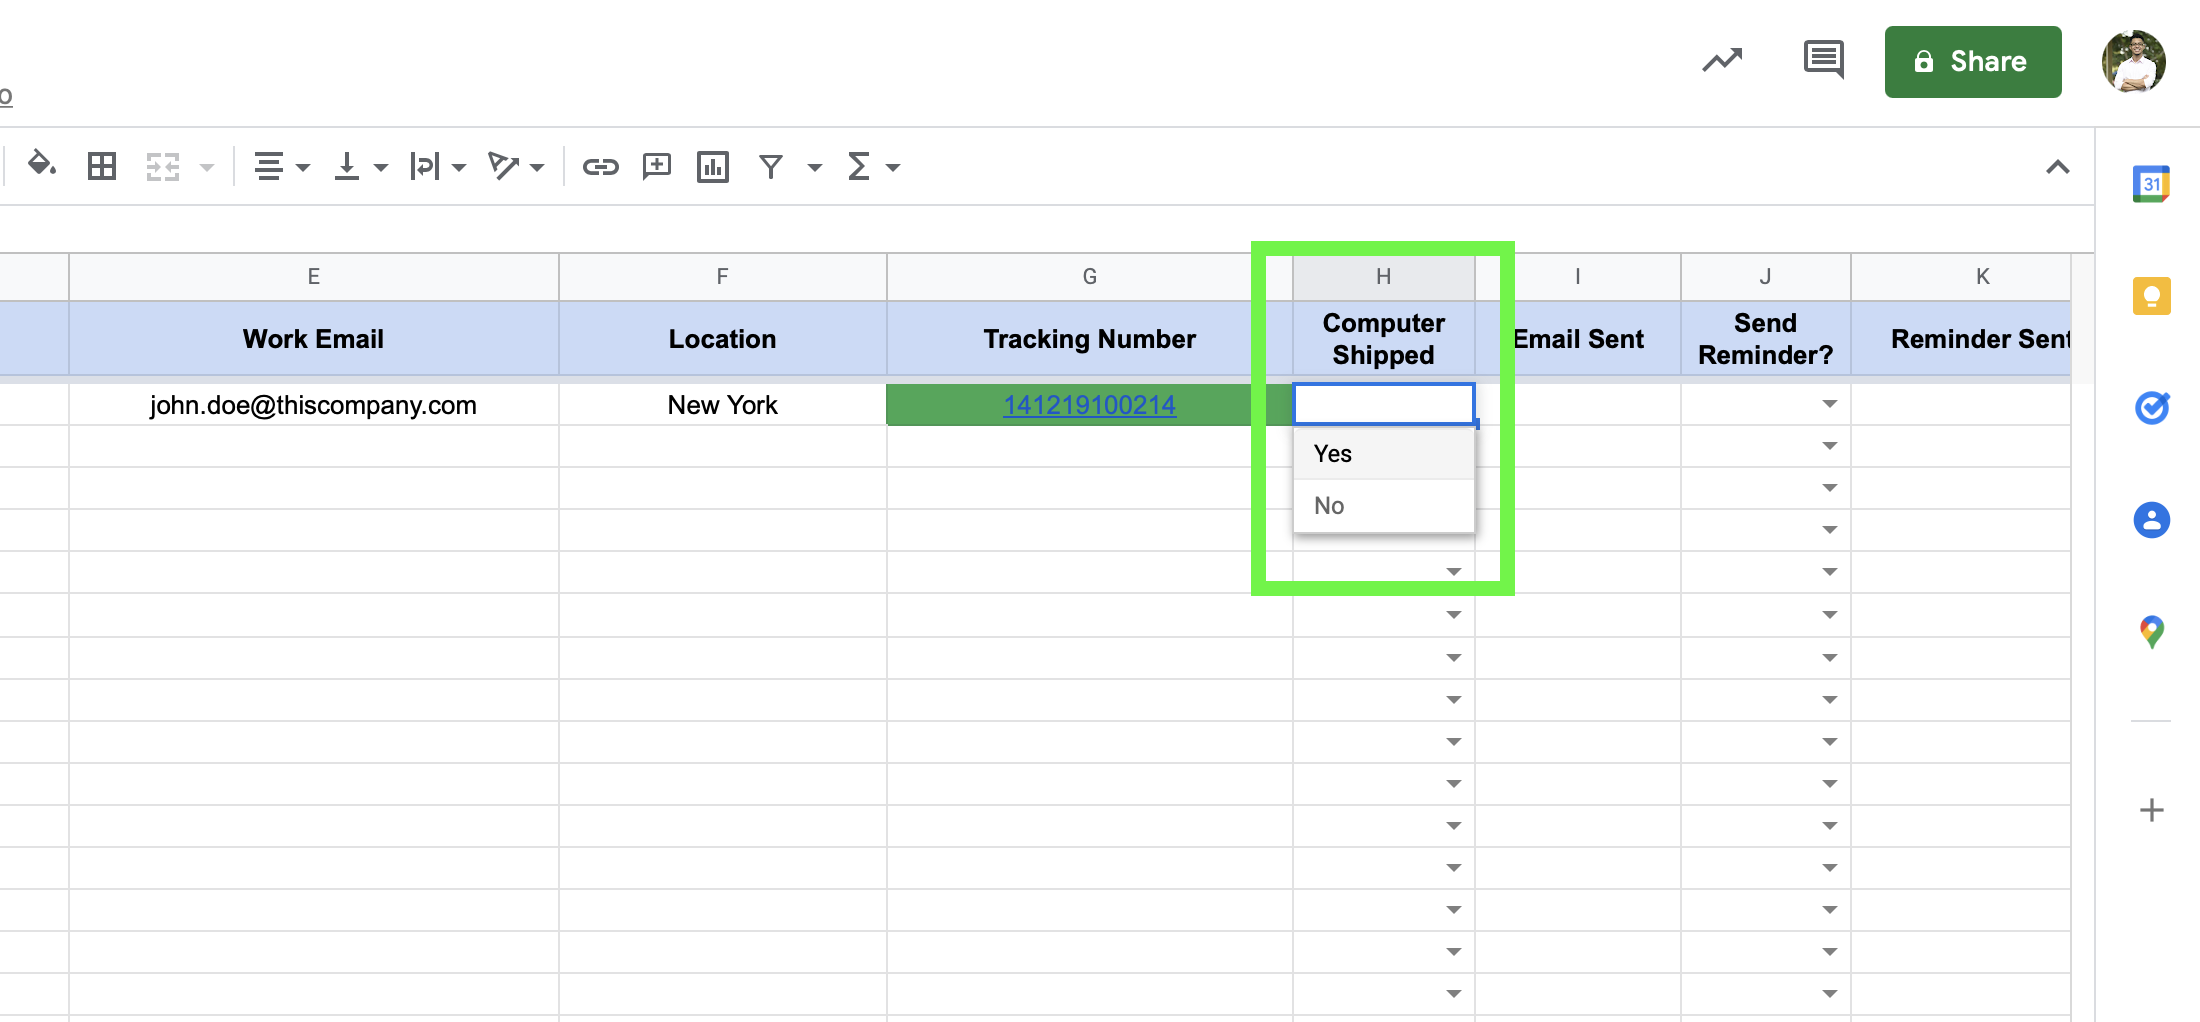 o
Share
31
E F G H I J K
Work Email Location Tracking Number Computer Shipped Email Sent Send Reminder? Reminder Sent
john.doe@thiscompany.com New York 141219100214
Yes
No